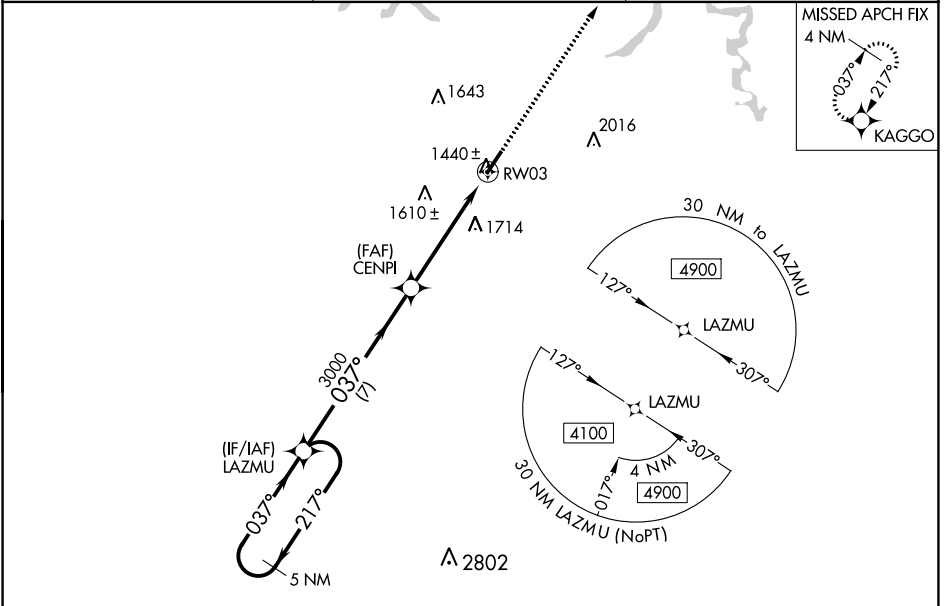 MISSED APCH FIX
4 NM
037°
217°
KAGGO
1643
2016
1440 ±
RW03
1610 ±
1714
(FAF)
CENPI
3000
037°
(7)
(IF/IAF)
LAZMU
037°
217°
5 NM
2802
30 NM to LAZMU
4900
127°
LAZMU
307°
127°
LAZMU
4100
307°
4 NM
017°
4900
30 NM LAZMU (NoPT)